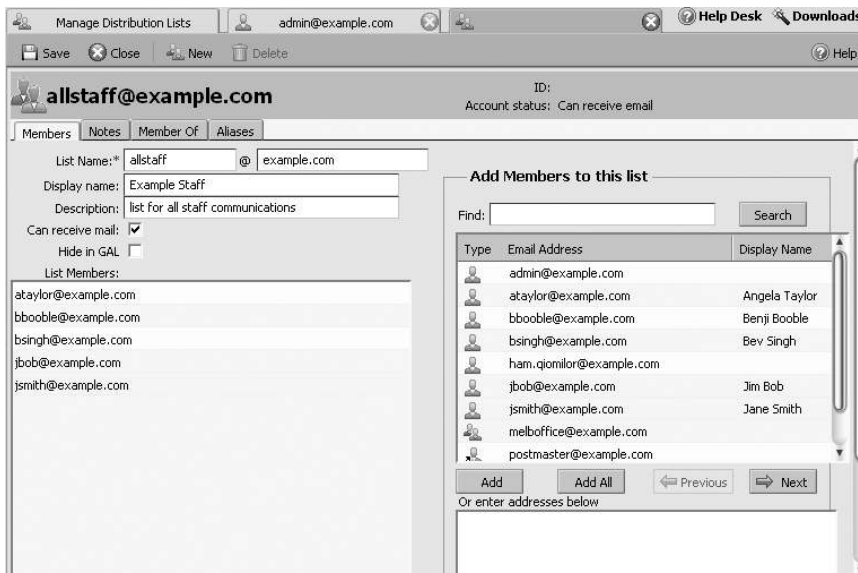 Manage Distribution Lists admin@example.com Help Desk Downloads
Save Close New Delete Help
allstaff@example.com
ID:
Account status: Can receive email
Members Notes Member Of Aliases
List Name:* allstaff @ example.com
Display name: Example Staff
Description: list for all staff communications
Can receive mail:
Hide in GAL
List Members:
ataylor@example.com
bbooble@example.com
bsingh@example.com
jbob@example.com
jsmith@example.com
Add Members to this list
Find: Search
Type Email Address Display Name
admin@example.com
ataylor@example.com Angela Taylor
bbooble@example.com Benji Booble
bsingh@example.com Bev Singh
ham.qiomilor@example.com
jbob@example.com Jim Bob
jsmith@example.com Jane Smith
melboffice@example.com
postmaster@example.com
Add Add All Previous Next
Or enter addresses below